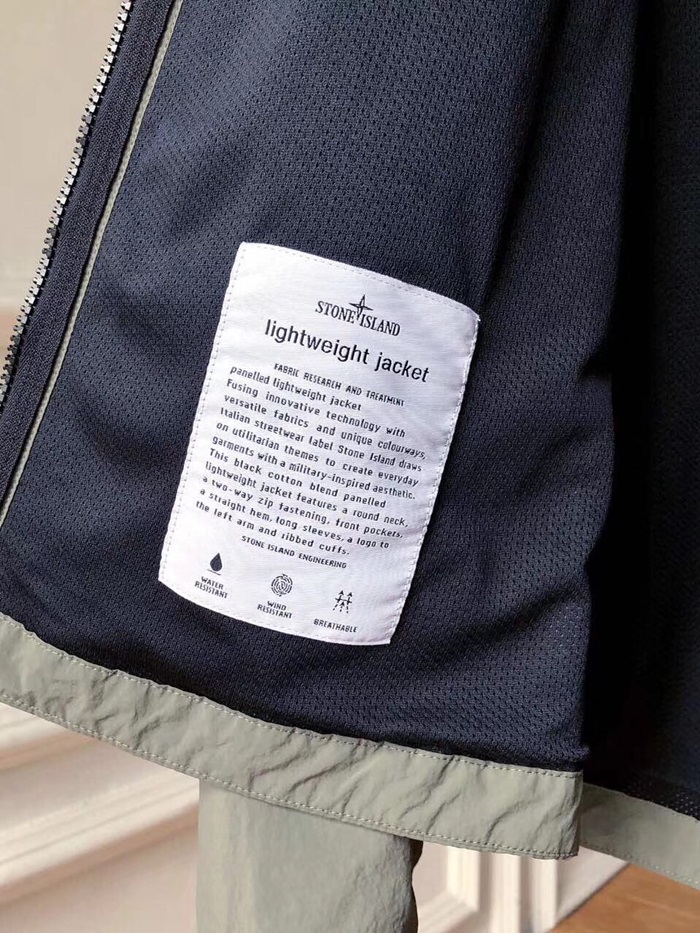 STONE ISLAND
lightweight jacket
FABRIC RESEARCH AND TREATMENT
panelled lightweight jacket
Fusing innovative technology with
versatile fabrics and unique colourways,
Italian streetwear label Stone Island draws
on utilitarian themes to create everyday
garments with a military-inspired aesthetic.
This black cotton blend panelled
lightweight jacket features a round neck,
a two-way zip fastening, front pockets,
a straight hem, long sleeves, a logo to
the left arm and ribbed cuffs.
STONE ISLAND ENGINEERING
WATER
RESISTANT
WIND
RESISTANT
BREATHABLE